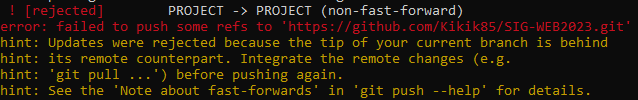 ! [rejected]        PROJECT -> PROJECT (non-fast-forward)
error: failed to push some refs to 'https://github.com/Kikik85/SIG-WEB2023.git'
hint: Updates were rejected because the tip of your current branch is behind
hint: its remote counterpart. Integrate the remote changes (e.g.
hint: 'git pull ...') before pushing again.
hint: See the 'Note about fast-forwards' in 'git push --help' for details.